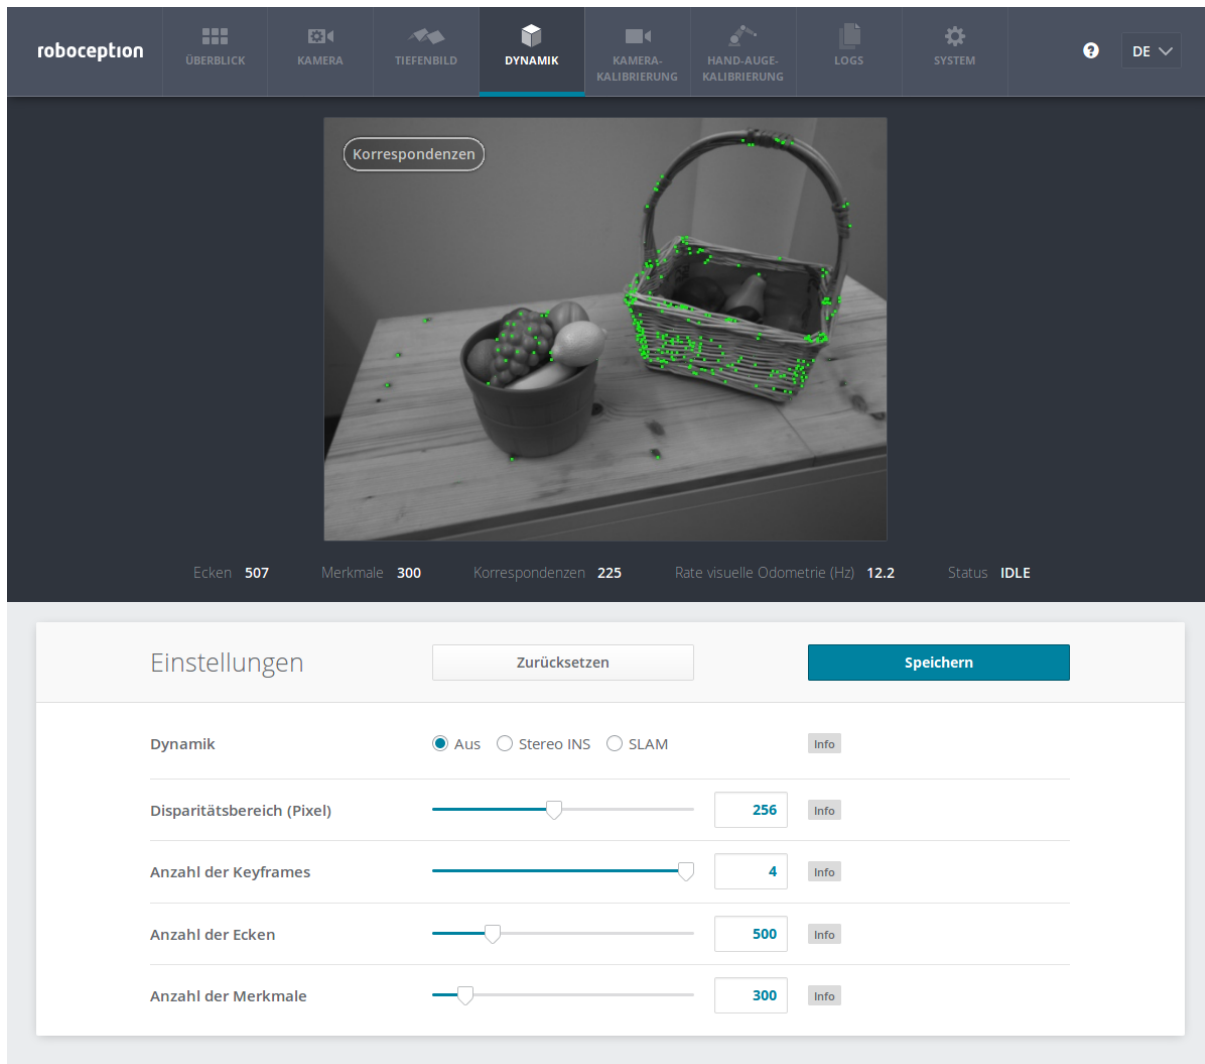 roboception
ÜBERBLICK
KAMERA
TIEFENBILD
DYNAMIK
KAMERA-
KALIBRIERUNG
HAND-AUGE-
KALIBRIERUNG
LOGS
SYSTEM
?
DE
Korrespondenzen
Ecken 507 Merkmale 300 Korrespondenzen 225 Rate visuelle Odometrie (Hz) 12.2 Status IDLE
Einstellungen Zurücksetzen Speichern
Dynamik Aus Stereo INS SLAM Info
Disparitätsbereich (Pixel) 256 Info
Anzahl der Keyframes 4 Info
Anzahl der Ecken 500 Info
Anzahl der Merkmale 300 Info